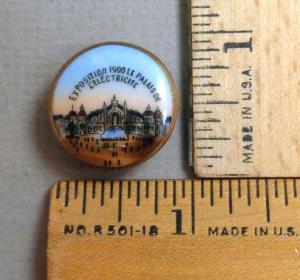 EXPOSITION 1900 LE PALAIS DE
L'ELECTRICITE
1
MADE IN U.S.A.
1
NO. R 501-18 MADE IN U.S.